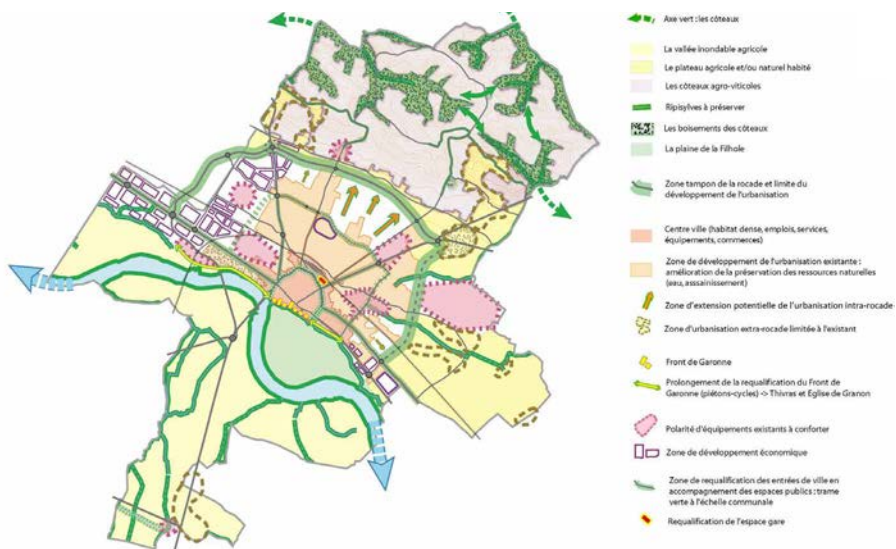 Axe vert : les côteaux
La vallée inondable agricole
Le plateau agricole et/ou naturel habité
Les côteaux agro-viticoles
Ripisylves à préserver
Les boisements des côteaux
La plaine de la Filhole
Zone tampon de la rocade et limite du
développement de l'urbanisation
Centre ville (habitat dense, emplois, services,
équipements, commerces)
Zone de développement de l'urbanisation existante :
amélioration de la préservation des ressources naturelles
(eau, asssainissement)
Zone d'extension potentielle de l'urbanisation intra-rocade
Zone d'urbanisation extra-rocade limitée à l'existant
Front de Garonne
Prolongement de la requalification du Front de
Garonne (piétons-cycles) -> Thivras et Eglise de Granon
Polarité d'équipements existants à conforter
Zone de développement économique
Zone de requalification des entrées de ville en
accompagnement des espaces publics : trame
verte à l'échelle communale
Requalification de l'espace gare